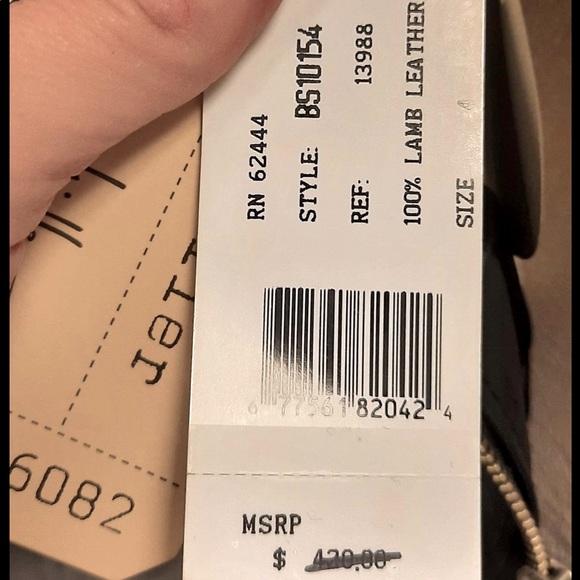 RN 62444
STYLE: BS10154
REF: 13988
100% LAMB LEATHER
SIZE
6 77561 82042 4
MSRP
$ 420.00
6082